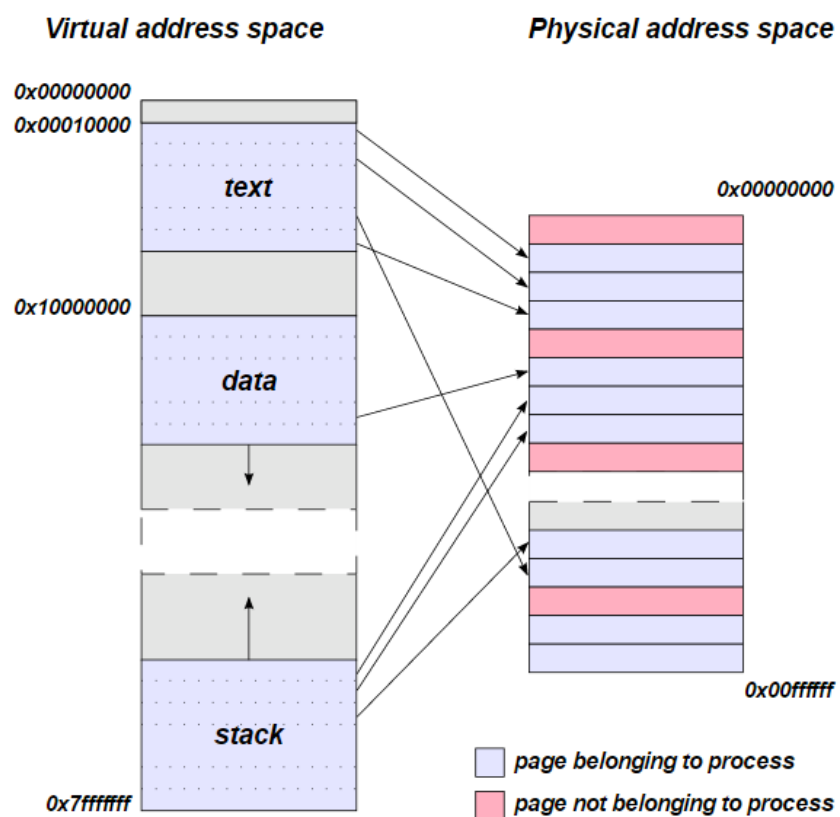 Virtual address space
Physical address space
0x00000000
0x00010000
text
0x00000000
0x10000000
data
stack
0x00ffffff
page belonging to process
0x7fffffff
page not belonging to process